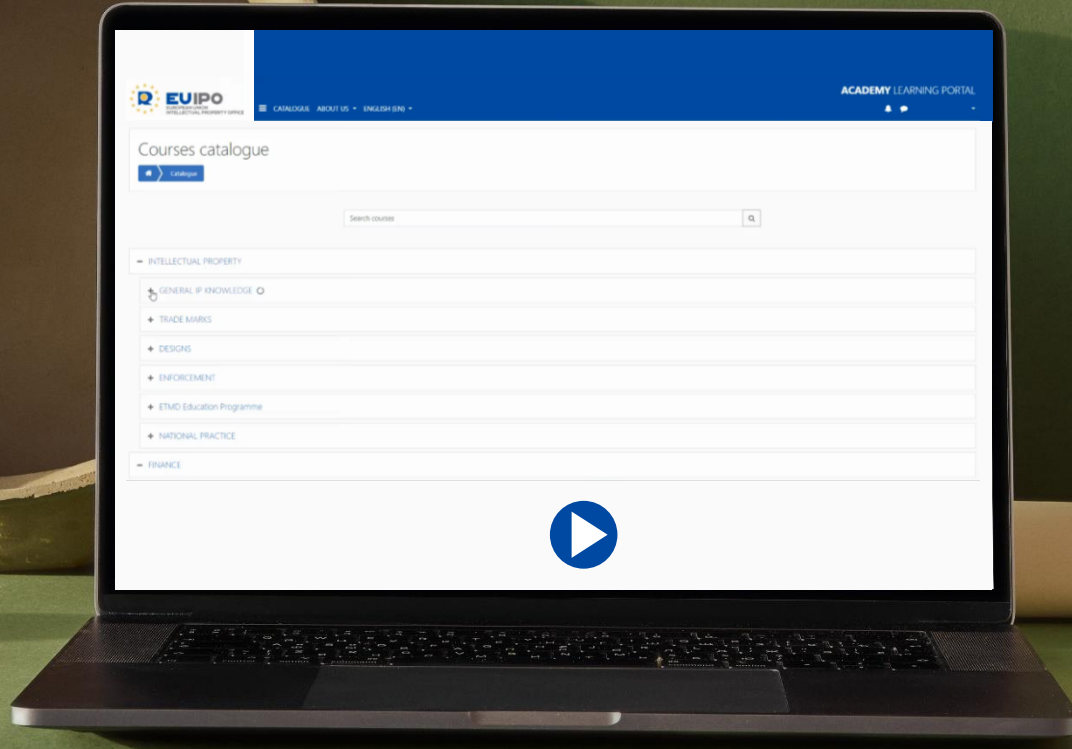 EUIPO
EUROPEAN UNION
INTELLECTUAL PROPERTY OFFICE
CATALOGUE ABOUT US ENGLISH (EN)
ACADEMY LEARNING PORTAL
Courses catalogue
Catalogue
Search courses
INTELLECTUAL PROPERTY
GENERAL IP KNOWLEDGE
TRADE MARKS
DESIGNS
ENFORCEMENT
ETMD Education Programme
NATIONAL PRACTICE
FINANCE